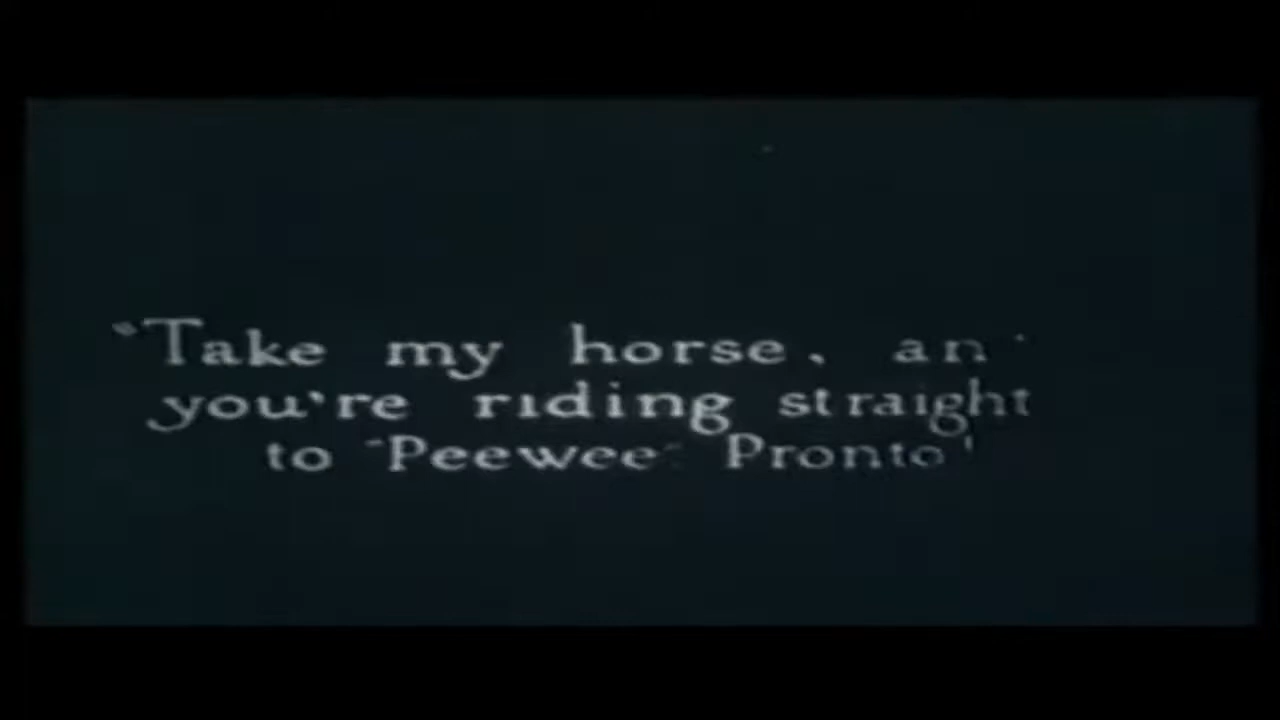 "Take my horse, an'
you're riding straight
to "Peewee" Pronto'